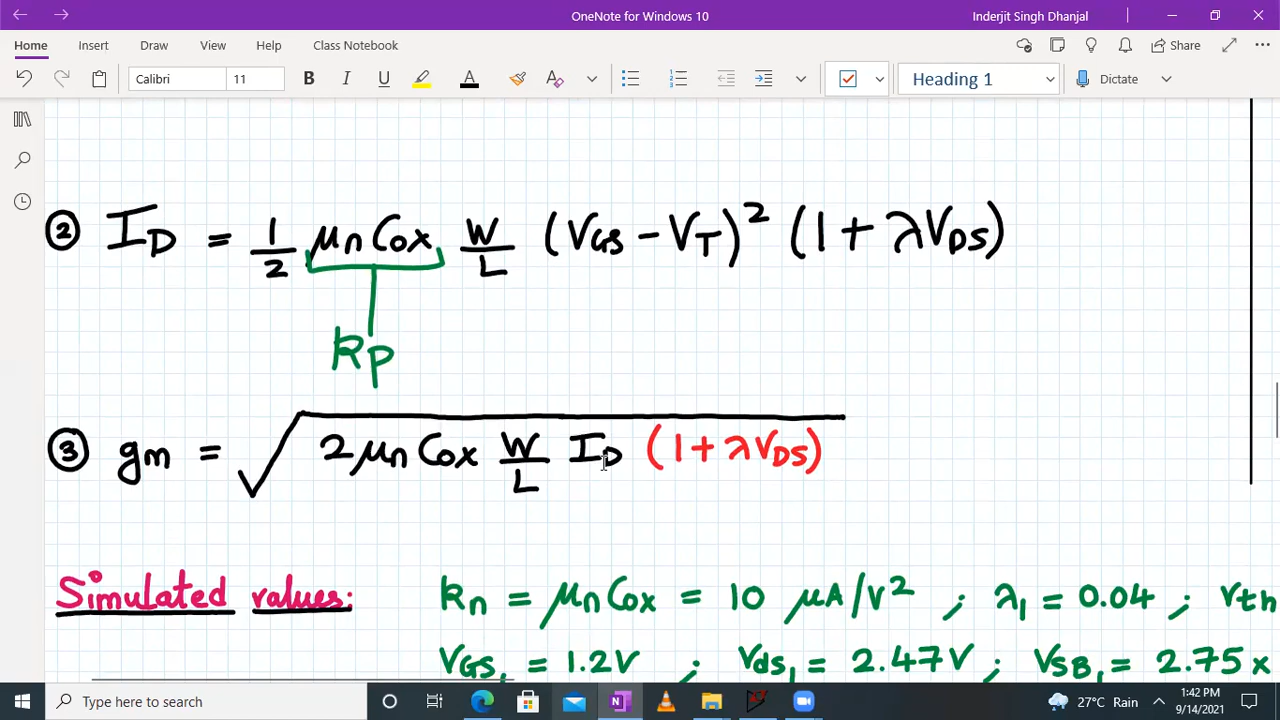 OneNote for Windows 10
Inderjit Singh Dhanjal
Home Insert Draw View Help Class Notebook Share
Calibri 11 B I U A A Heading 1 Dictate
② I_D = 1/2 μn Cox W/L (VGS - VT)² (1 + λVDS)
kp
③ gm = √(2μn Cox W/L ID (1 + λVDS))
Simulated values: kn = μn Cox = 10 μA/V² ; λ1 = 0.04 ; Vth
VGS1 = 1.2V ; Vds1 = 2.47V ; VSB1 = 2.75 x
Type here to search
27°C Rain
1:42 PM
9/14/2021